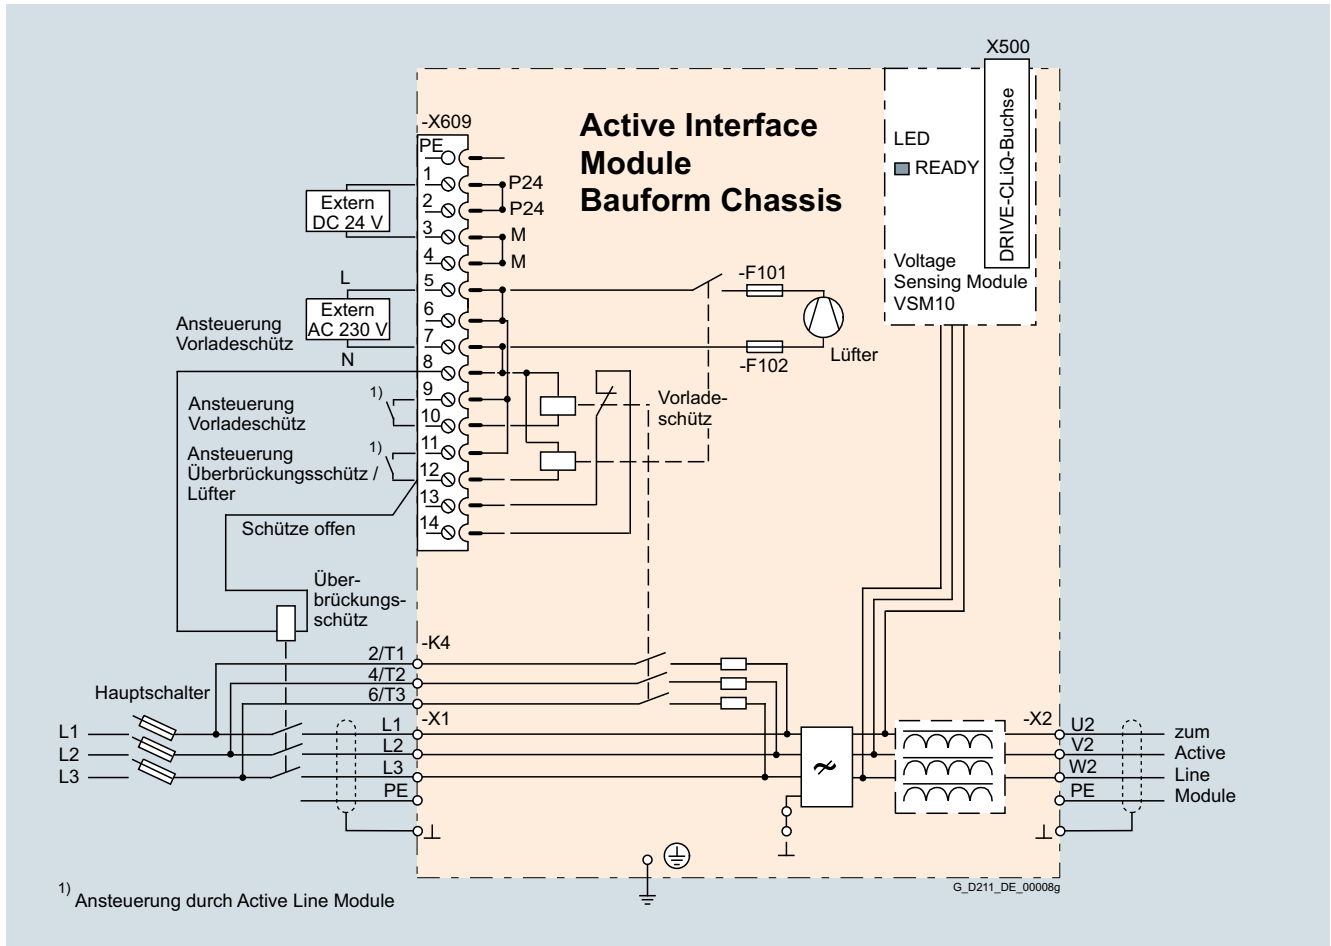 X500
-X609
Active Interface
Module
Bauform Chassis
DRIVE-CLiQ-Buchse
LED
READY
Voltage
Sensing Module
VSM10
PE
1
2
3
4
5
6
7
8
9
10
11
12
13
14
P24
P24
M
M
Extern
DC 24 V
L
Extern
AC 230 V
N
Ansteuerung
Vorladeschütz
1)
Ansteuerung
Vorladeschütz
1)
Ansteuerung
Überbrückungsschütz /
Lüfter
Schütze offen
-F101
-F102
Lüfter
Vorlade-
schütz
Über-
brückungs-
schütz
-K4
2/T1
4/T2
6/T3
Hauptschalter
-X1
L1
L2
L3
L1
L2
L3
PE
-X2
U2
V2
W2
PE
zum
Active
Line
Module
G_D211_DE_00008g
1) Ansteuerung durch Active Line Module